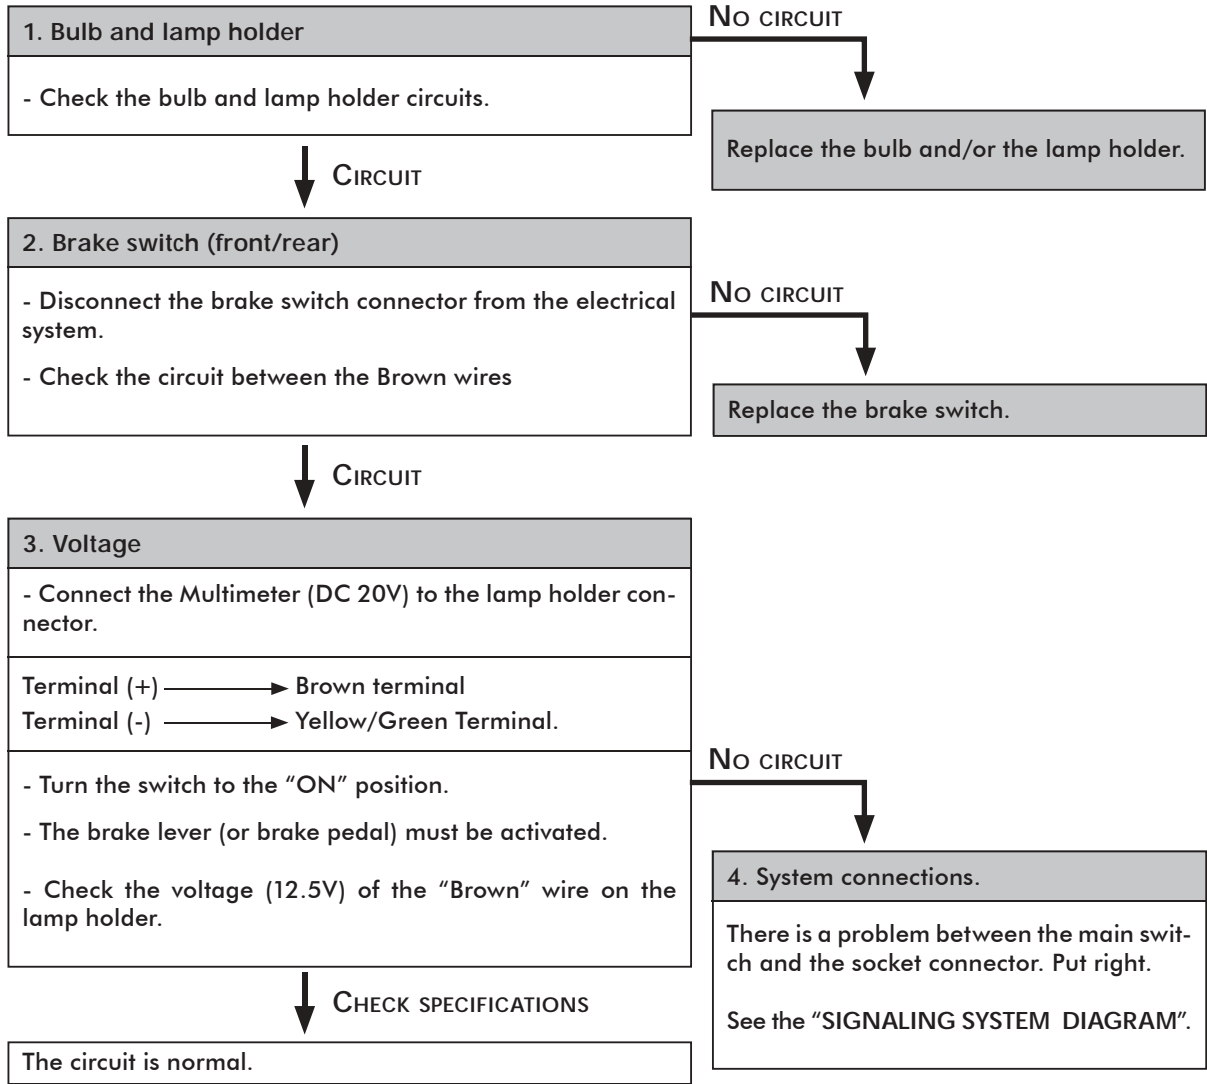 1. Bulb and lamp holder
- Check the bulb and lamp holder circuits.
No circuit
Replace the bulb and/or the lamp holder.
Circuit
2. Brake switch (front/rear)
- Disconnect the brake switch connector from the electrical
system.
- Check the circuit between the Brown wires
No circuit
Replace the brake switch.
Circuit
3. Voltage
- Connect the Multimeter (DC 20V) to the lamp holder con-
nector.
Terminal (+) Brown terminal
Terminal (-) Yellow/Green Terminal.
- Turn the switch to the “ON” position.
- The brake lever (or brake pedal) must be activated.
- Check the voltage (12.5V) of the “Brown” wire on the
lamp holder.
No circuit
4. System connections.
There is a problem between the main swit-
ch and the socket connector. Put right.
See the “SIGNALING SYSTEM DIAGRAM”.
Check specifications
The circuit is normal.